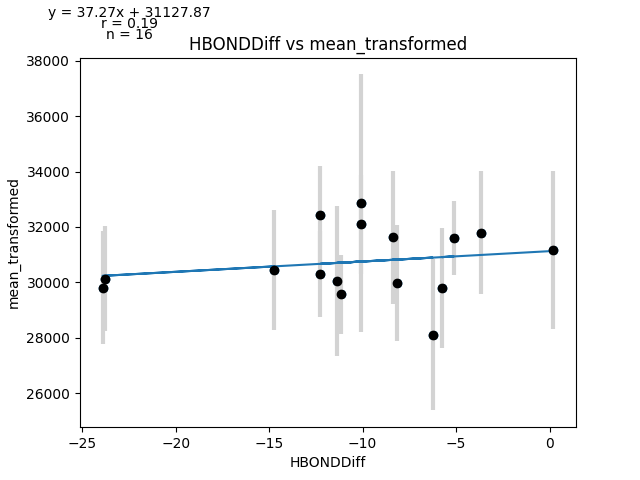 y = 37.27x + 31127.87
r = 0.19
n = 16
HBONDDiff vs mean_transformed
38000
36000
34000
32000
30000
28000
26000
mean_transformed
−25
−20
−15
−10
−5
0
HBONDDiff